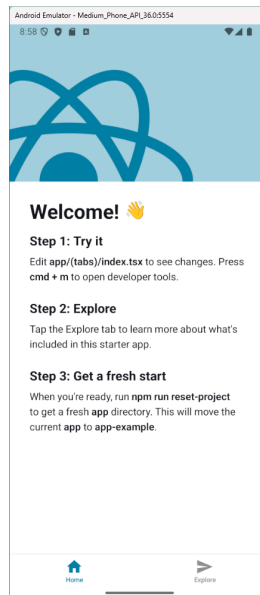 Android Emulator - Medium_Phone_API_36.0:5554
8:58
Welcome! 👋
Step 1: Try it
Edit app/(tabs)/index.tsx to see changes. Press
cmd + m to open developer tools.
Step 2: Explore
Tap the Explore tab to learn more about what's
included in this starter app.
Step 3: Get a fresh start
When you're ready, run npm run reset-project
to get a fresh app directory. This will move the
current app to app-example.
Home
Explore